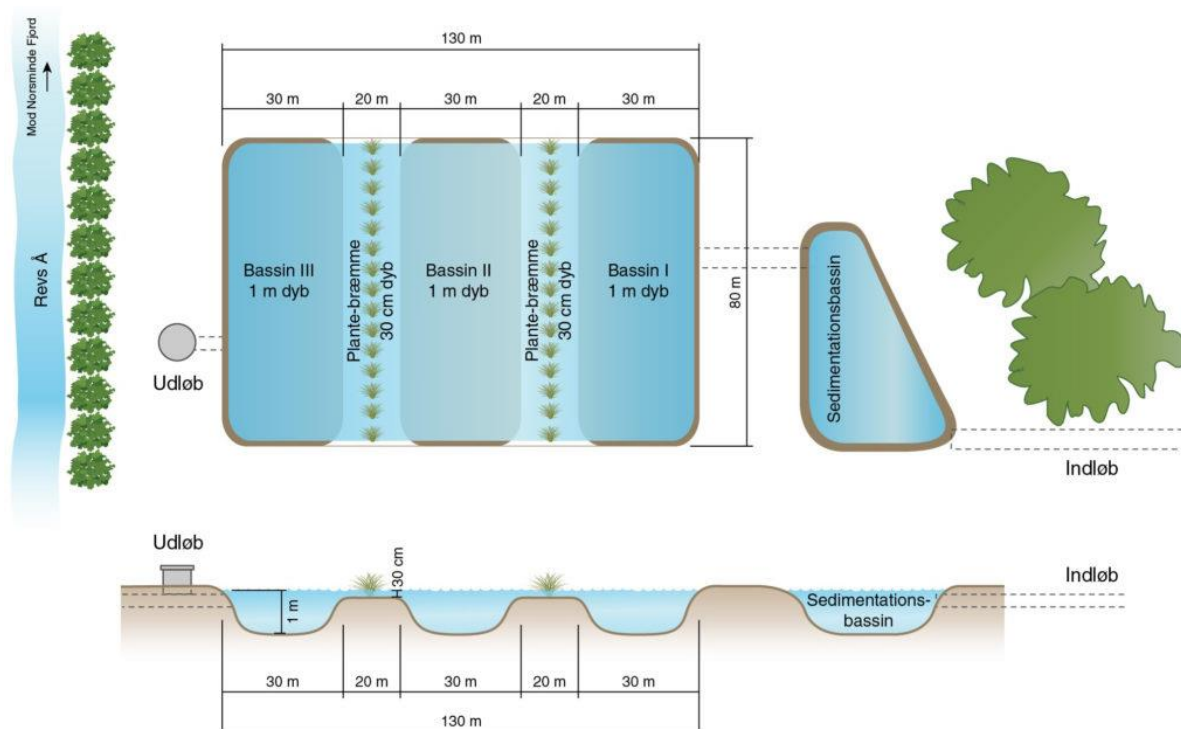 Mod Norsminde Fjord
Revs Å
130 m
30 m
20 m
30 m
20 m
30 m
Bassin III
1 m dyb
Plante-bræmme
30 cm dyb
Bassin II
1 m dyb
Plante-bræmme
30 cm dyb
Bassin I
1 m dyb
80 m
Sedimentationsbassin
Udløb
Indløb
Udløb
30 cm
1 m
Sedimentations-
bassin
Indløb
30 m
20 m
30 m
20 m
30 m
130 m